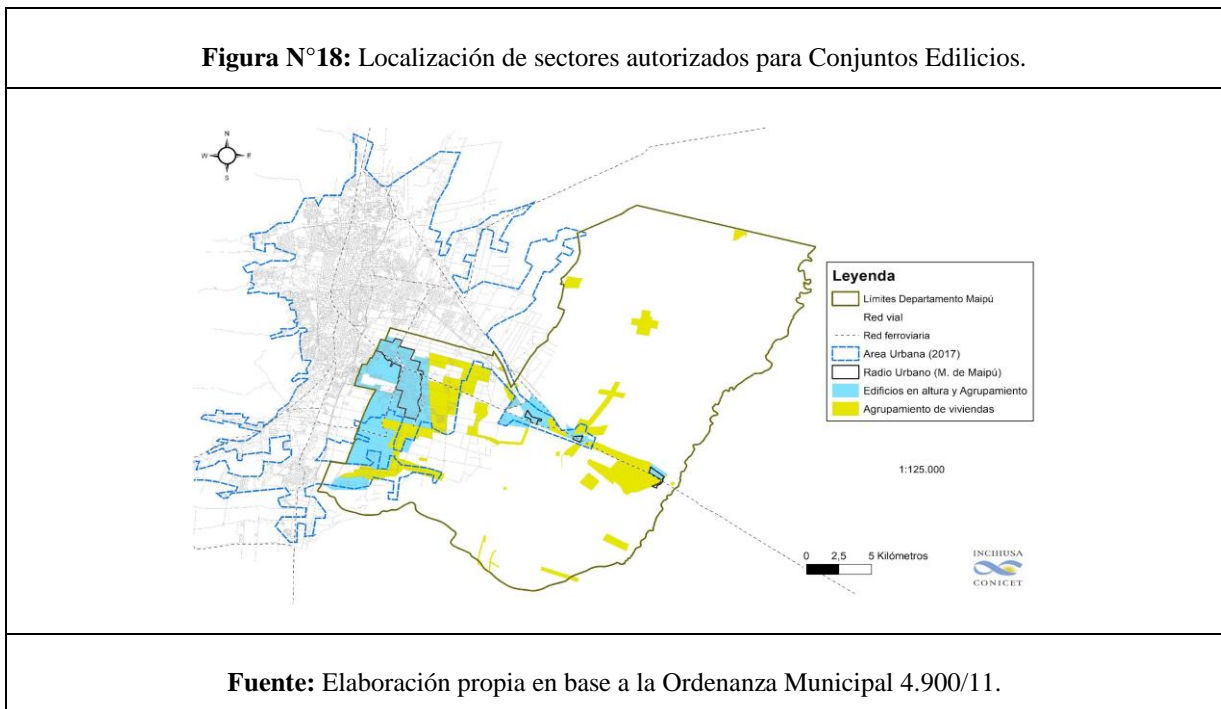 Figura N°18: Localización de sectores autorizados para Conjuntos Edilicios.
N
W E
S
Leyenda
Límites Departamento Maipú
Red vial
Red ferroviaria
Area Urbana (2017)
Radio Urbano (M. de Maipú)
Edificios en altura y Agrupamiento
Agrupamiento de viviendas
1:125.000
0 2,5 5 Kilómetros
INCIHUSA
CONICET
Fuente: Elaboración propia en base a la Ordenanza Municipal 4.900/11.